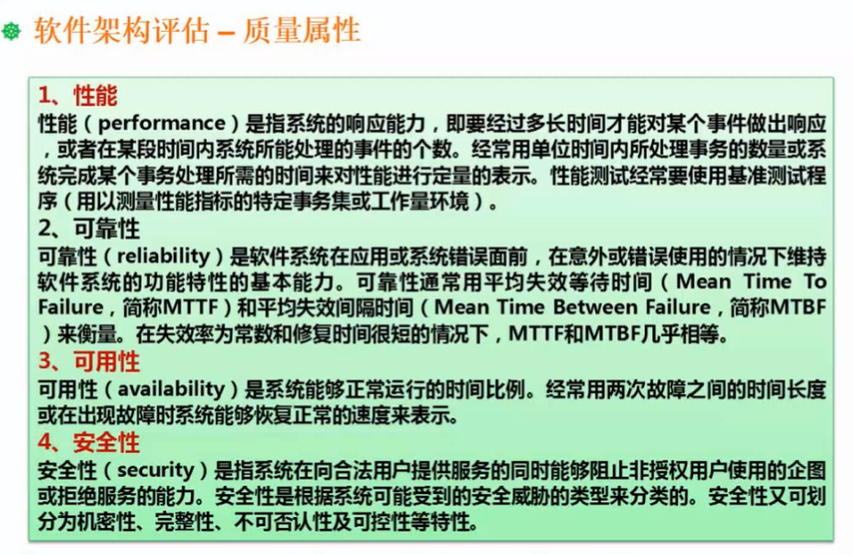 软件架构评估 – 质量属性
1、性能
性能（performance）是指系统的响应能力，即要经过多长时间才能对某个事件做出响应
，或者在某段时间内系统所能处理的事件的个数。经常用单位时间内所处理事务的数量或系
统完成某个事务处理所需的时间来对性能进行定量的表示。性能测试经常要使用基准测试程
序（用以测量性能指标的特定事务集或工作量环境）。
2、可靠性
可靠性（reliability）是软件系统在应用或系统错误面前，在意外或错误使用的情况下维持
软件系统的功能特性的基本能力。可靠性通常用平均失效等待时间（Mean Time To
Failure，简称MTTF）和平均失效间隔时间（Mean Time Between Failure，简称MTBF
）来衡量。在失效率为常数和修复时间很短的情况下，MTTF和MTBF几乎相等。
3、可用性
可用性（availability）是系统能够正常运行的时间比例。经常用两次故障之间的时间长度
或在出现故障时系统能够恢复正常的速度来表示。
4、安全性
安全性（security）是指系统在向合法用户提供服务的同时能够阻止非授权用户使用的企图
或拒绝服务的能力。安全性是根据系统可能受到的安全威胁的类型来分类的。安全性又可划
分为机密性、完整性、不可否认性及可控性等特性。